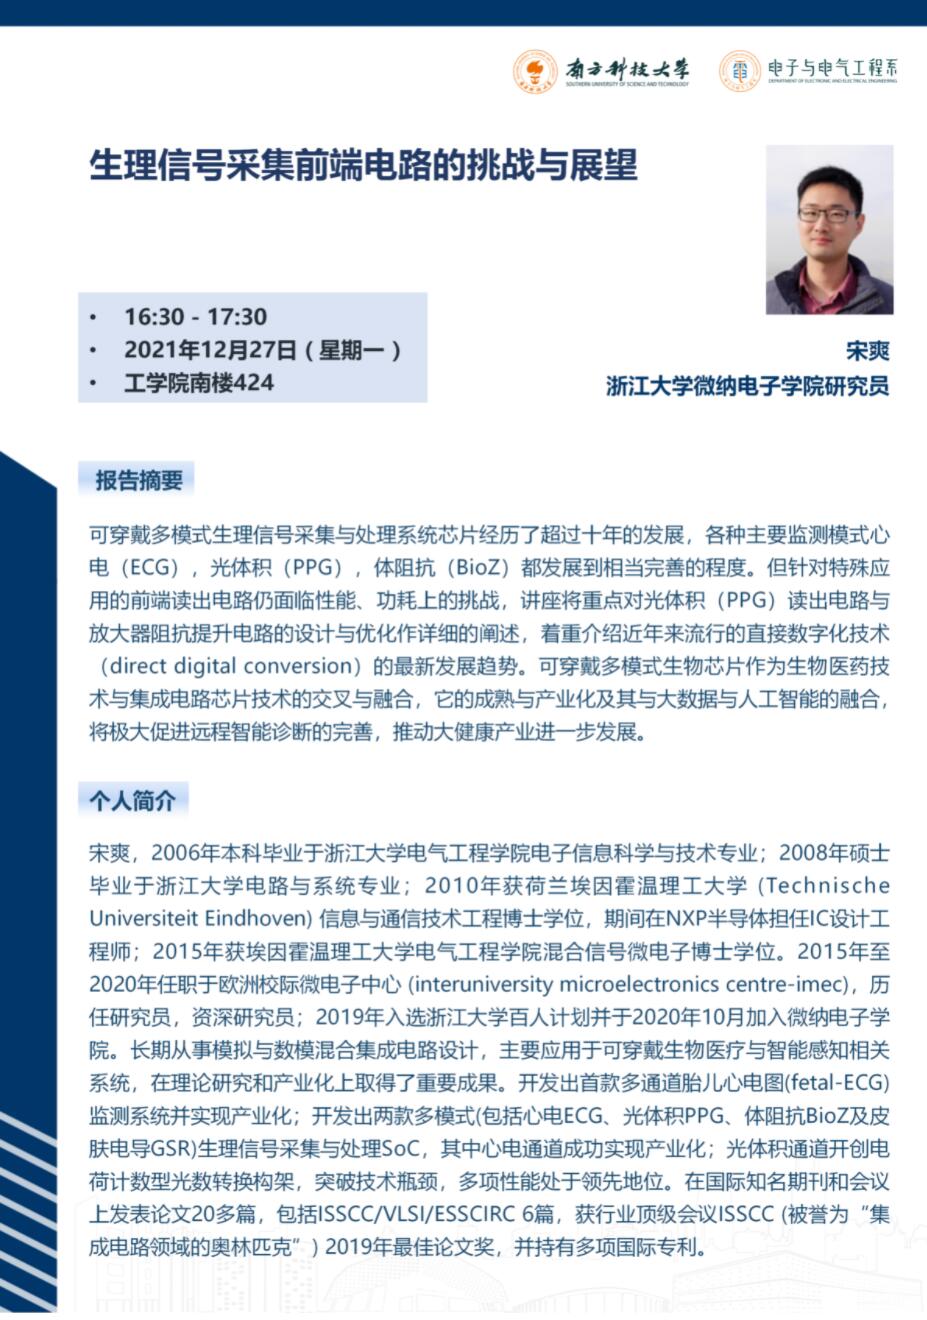 南方科技大学
SOUTHERN UNIVERSITY OF SCIENCE AND TECHNOLOGY
电子与电气工程系
DEPARTMENT OF ELECTRONIC AND ELECTRICAL ENGINEERING
生理信号采集前端电路的挑战与展望
• 16:30 - 17:30
• 2021年12月27日（星期一）
• 工学院南楼424
宋爽
浙江大学微纳电子学院研究员
报告摘要
可穿戴多模式生理信号采集与处理系统芯片经历了超过十年的发展，各种主要监测模式心
电（ECG），光体积（PPG），体阻抗（BioZ）都发展到相当完善的程度。但针对特殊应
用的前端读出电路仍面临性能、功耗上的挑战，讲座将重点对光体积（PPG）读出电路与
放大器阻抗提升电路的设计与优化作详细的阐述，着重介绍近年来流行的直接数字化技术
（direct digital conversion）的最新发展趋势。可穿戴多模式生物芯片作为生物医药技
术与集成电路芯片技术的交叉与融合，它的成熟与产业化及其与大数据与人工智能的融合，
将极大促进远程智能诊断的完善，推动大健康产业进一步发展。
个人简介
宋爽，2006年本科毕业于浙江大学电气工程学院电子信息科学与技术专业；2008年硕士
毕业于浙江大学电路与系统专业；2010年获荷兰埃因霍温理工大学 (Technische
Universiteit Eindhoven) 信息与通信技术工程博士学位，期间在NXP半导体担任IC设计工
程师；2015年获埃因霍温理工大学电气工程学院混合信号微电子博士学位。2015年至
2020年任职于欧洲校际微电子中心 (interuniversity microelectronics centre-imec)，历
任研究员，资深研究员；2019年入选浙江大学百人计划并于2020年10月加入微纳电子学
院。长期从事模拟与数模混合集成电路设计，主要应用于可穿戴生物医疗与智能感知相关
系统，在理论研究和产业化上取得了重要成果。开发出首款多通道胎儿心电图(fetal-ECG)
监测系统并实现产业化；开发出两款多模式(包括心电ECG、光体积PPG、体阻抗BioZ及皮
肤电导GSR)生理信号采集与处理SoC，其中心电通道成功实现产业化；光体积通道开创电
荷计数型光数转换构架，突破技术瓶颈，多项性能处于领先地位。在国际知名期刊和会议
上发表论文20多篇，包括ISSCC/VLSI/ESSCIRC 6篇，获行业顶级会议ISSCC (被誉为“集
成电路领域的奥林匹克”) 2019年最佳论文奖，并持有多项国际专利。